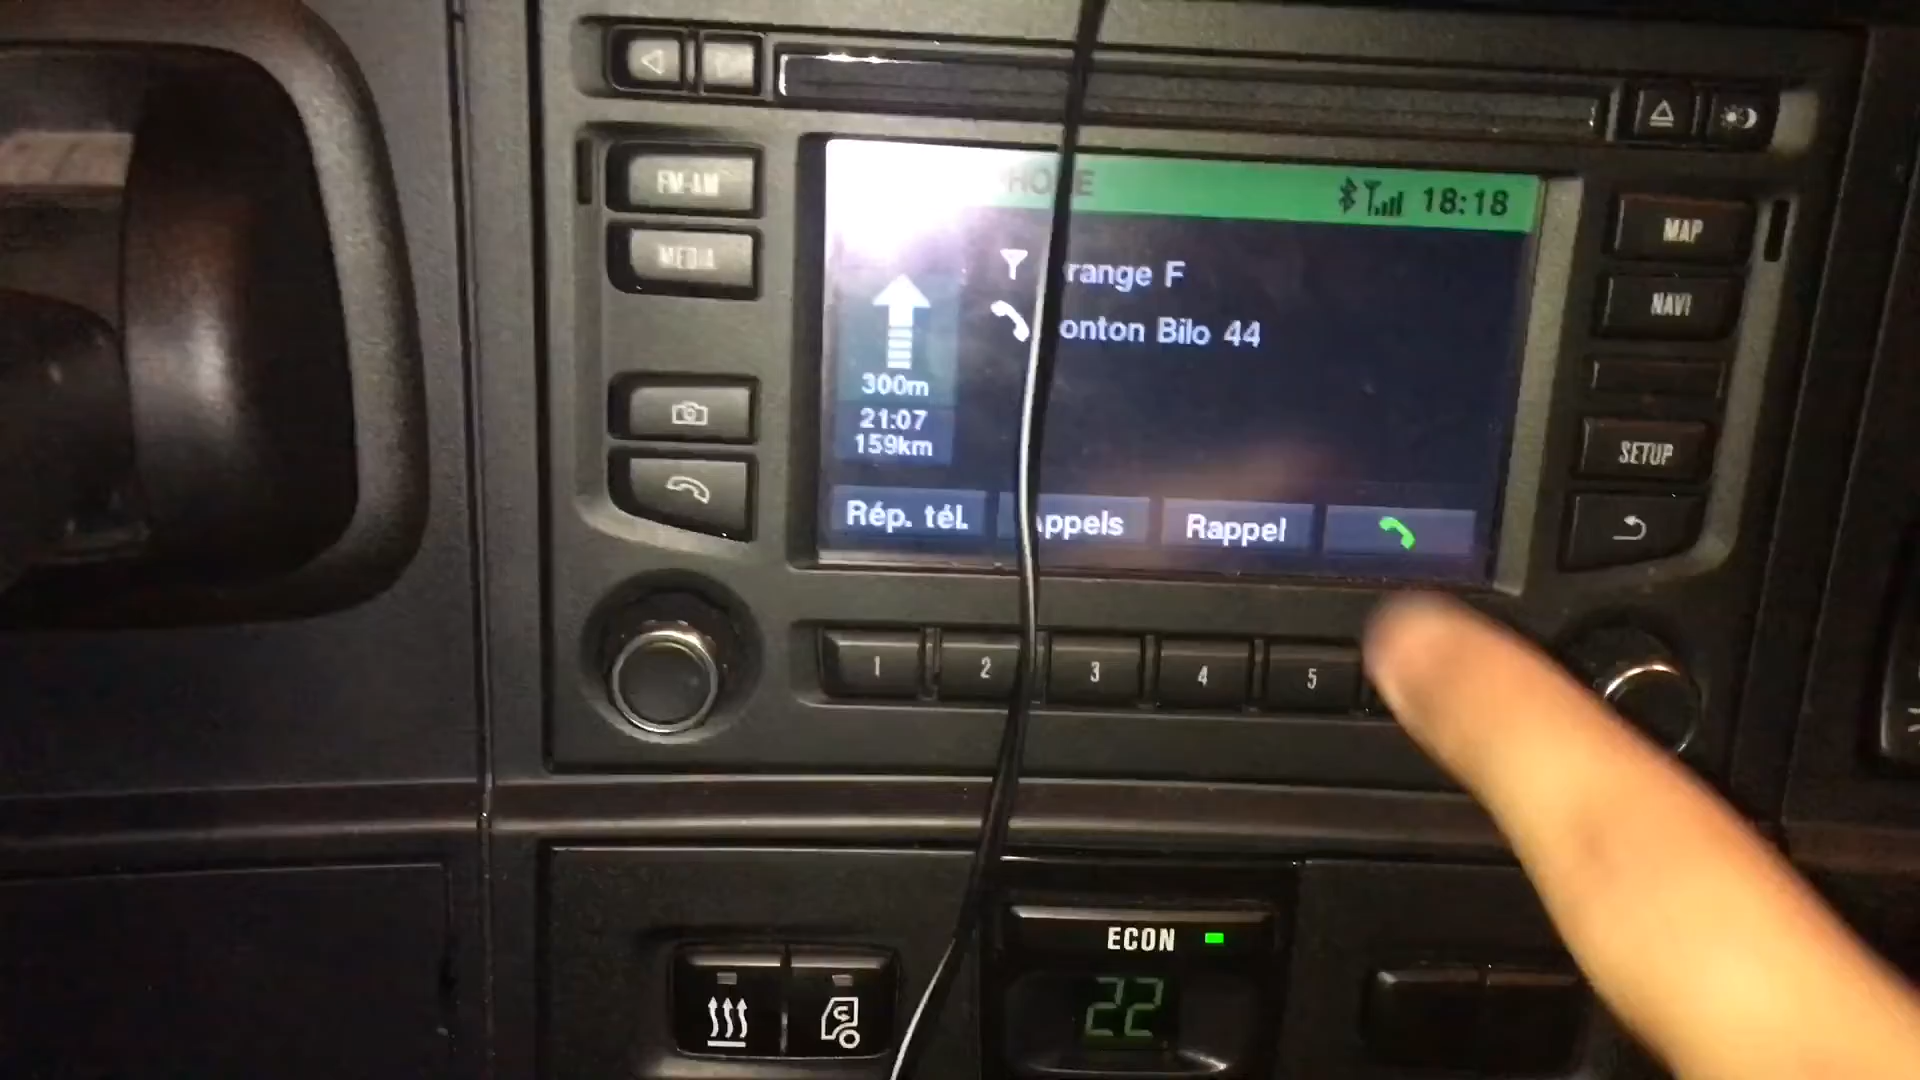 FM-AM
MEDIA
18:18
range F
onton Bilo 44
300m
21:07
159km
Rép. tél.
ppels
Rappel
MAP
NAVI
SETUP
1
2
3
4
5
ECON
22